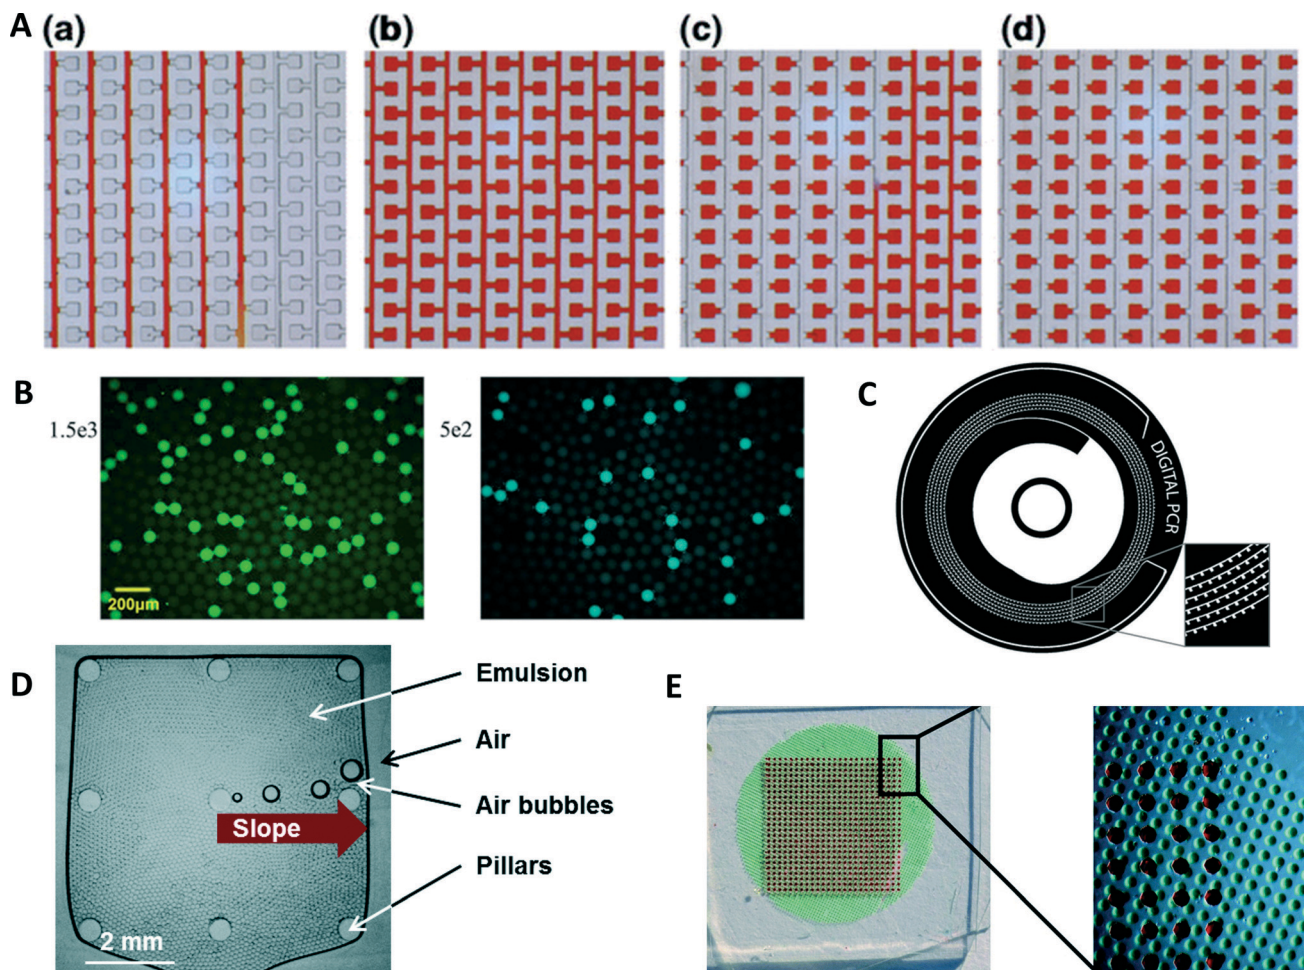 A
(a)
(b)
(c)
(d)
B
1.5e3
200µm
5e2
C
DIGITAL PCR
D
Emulsion
Air
Air bubbles
Slope
Pillars
2 mm
E